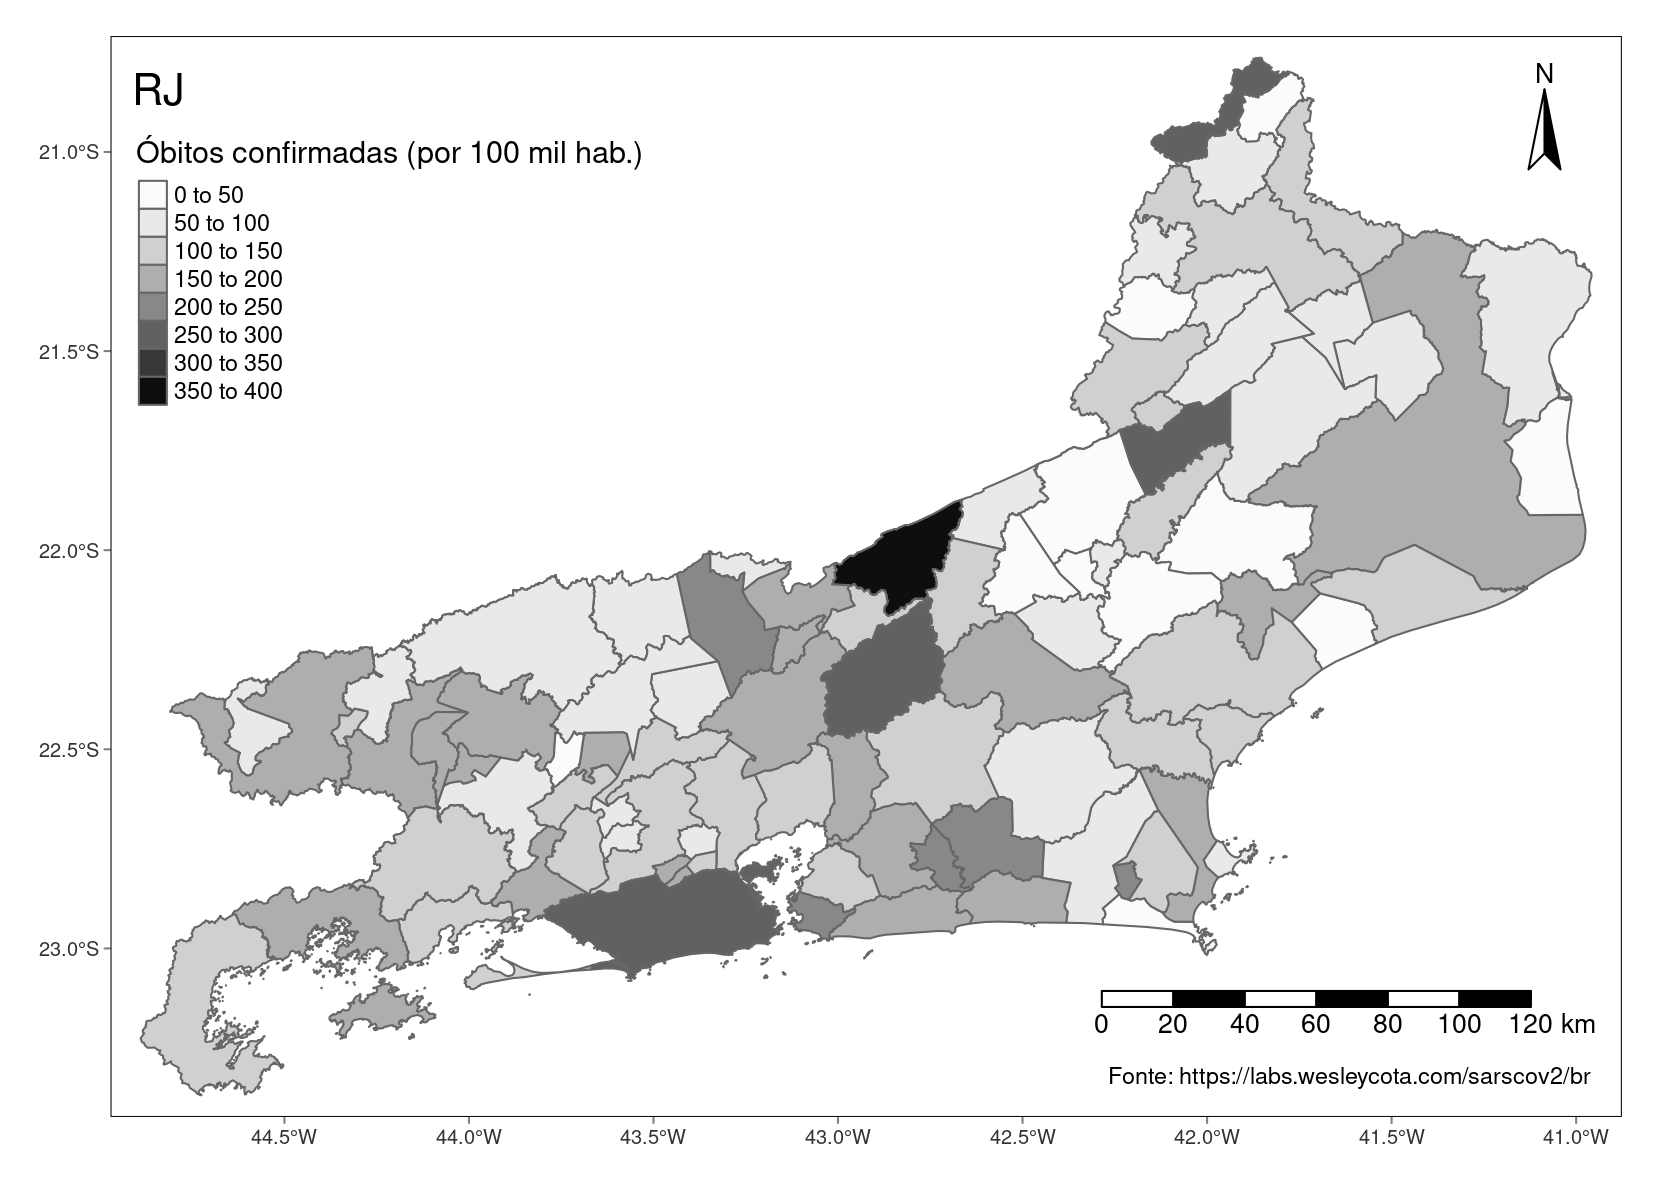 RJ
N
Óbitos confirmadas (por 100 mil hab.)
0 to 50
50 to 100
100 to 150
150 to 200
200 to 250
250 to 300
300 to 350
350 to 400
21.0°S
21.5°S
22.0°S
22.5°S
23.0°S
0 20 40 60 80 100 120 km
Fonte: https://labs.wesleycota.com/sarscov2/br
44.5°W 44.0°W 43.5°W 43.0°W 42.5°W 42.0°W 41.5°W 41.0°W